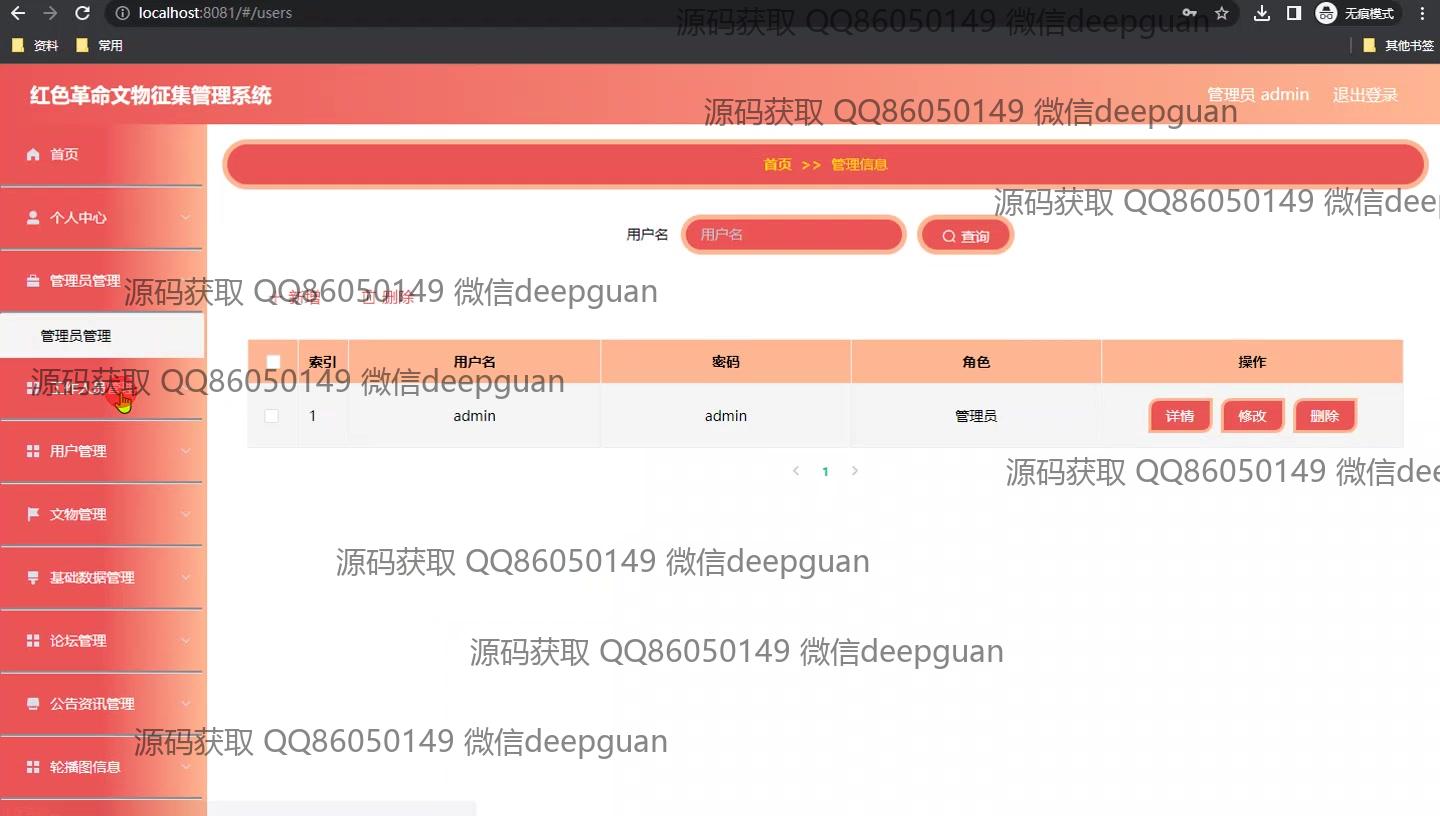 localhost:8081/#/users
无痕模式
资料
常用
其他书签
源码获取 QQ86050149 微信deepguan
红色革命文物征集管理系统
管理员 admin
退出登录
源码获取 QQ86050149 微信deepguan
首页
首页 >> 管理信息
源码获取 QQ86050149 微信dee
个人中心
用户名
用户名
查询
管理员管理
源码获取 QQ86050149 微信deepguan
新增
删除
管理员管理
索引 用户名 密码 角色 操作
源码获取 QQ86050149 微信deepguan
1 admin admin 管理员 详情 修改 删除
用户管理
1
源码获取 QQ86050149 微信dee
文物管理
源码获取 QQ86050149 微信deepguan
基础数据管理
论坛管理
源码获取 QQ86050149 微信deepguan
公告资讯管理
源码获取 QQ86050149 微信deepguan
轮播图信息